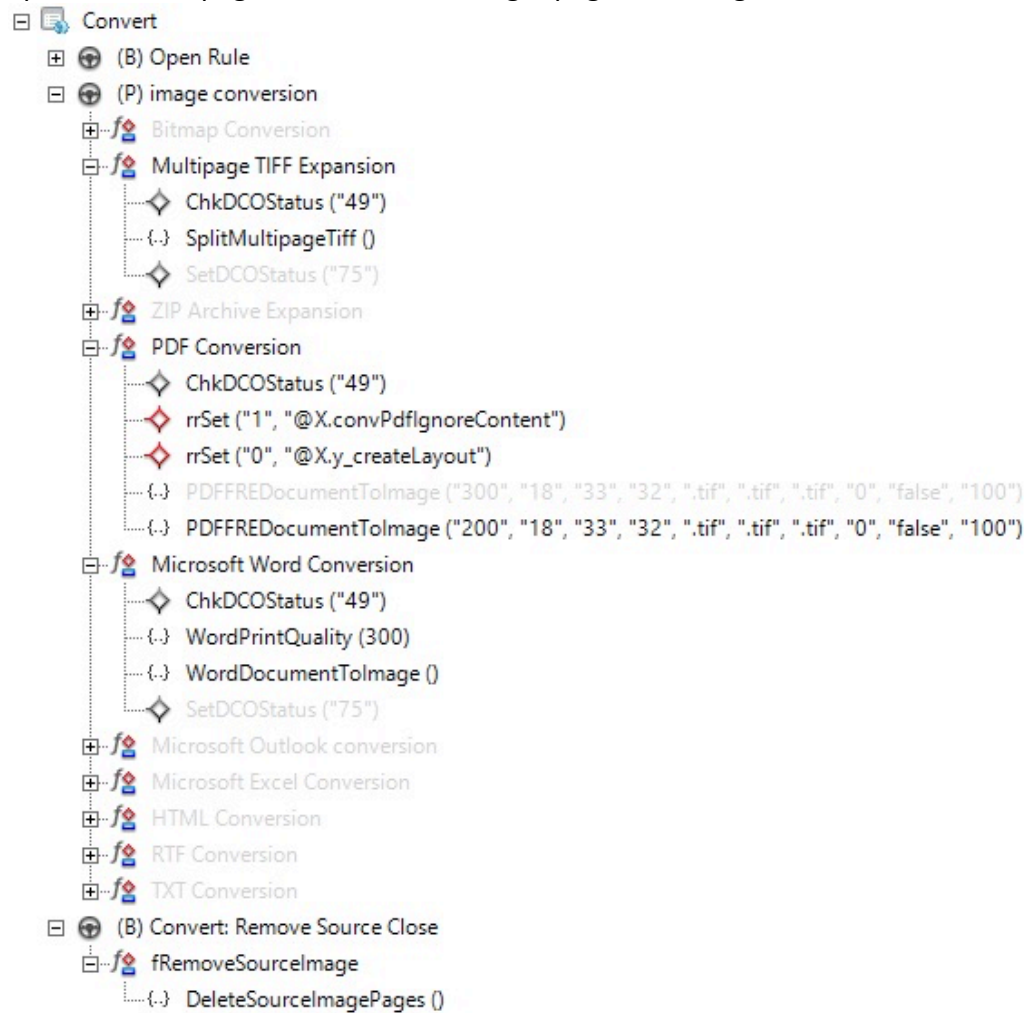 Convert
(B) Open Rule
(P) image conversion
Bitmap Conversion
Multipage TIFF Expansion
ChkDCOStatus ("49")
SplitMultipageTiff ()
SetDCOStatus ("75")
ZIP Archive Expansion
PDF Conversion
ChkDCOStatus ("49")
rrSet ("1", "@X.convPdfIgnoreContent")
rrSet ("0", "@X.y_createLayout")
PDFFREDocumentToImage ("300", "18", "33", "32", ".tif", ".tif", ".tif", "0", "false", "100")
PDFFREDocumentToImage ("200", "18", "33", "32", ".tif", ".tif", ".tif", "0", "false", "100")
Microsoft Word Conversion
ChkDCOStatus ("49")
WordPrintQuality (300)
WordDocumentToImage ()
SetDCOStatus ("75")
Microsoft Outlook conversion
Microsoft Excel Conversion
HTML Conversion
RTF Conversion
TXT Conversion
(B) Convert: Remove Source Close
fRemoveSourceImage
DeleteSourceImagePages ()